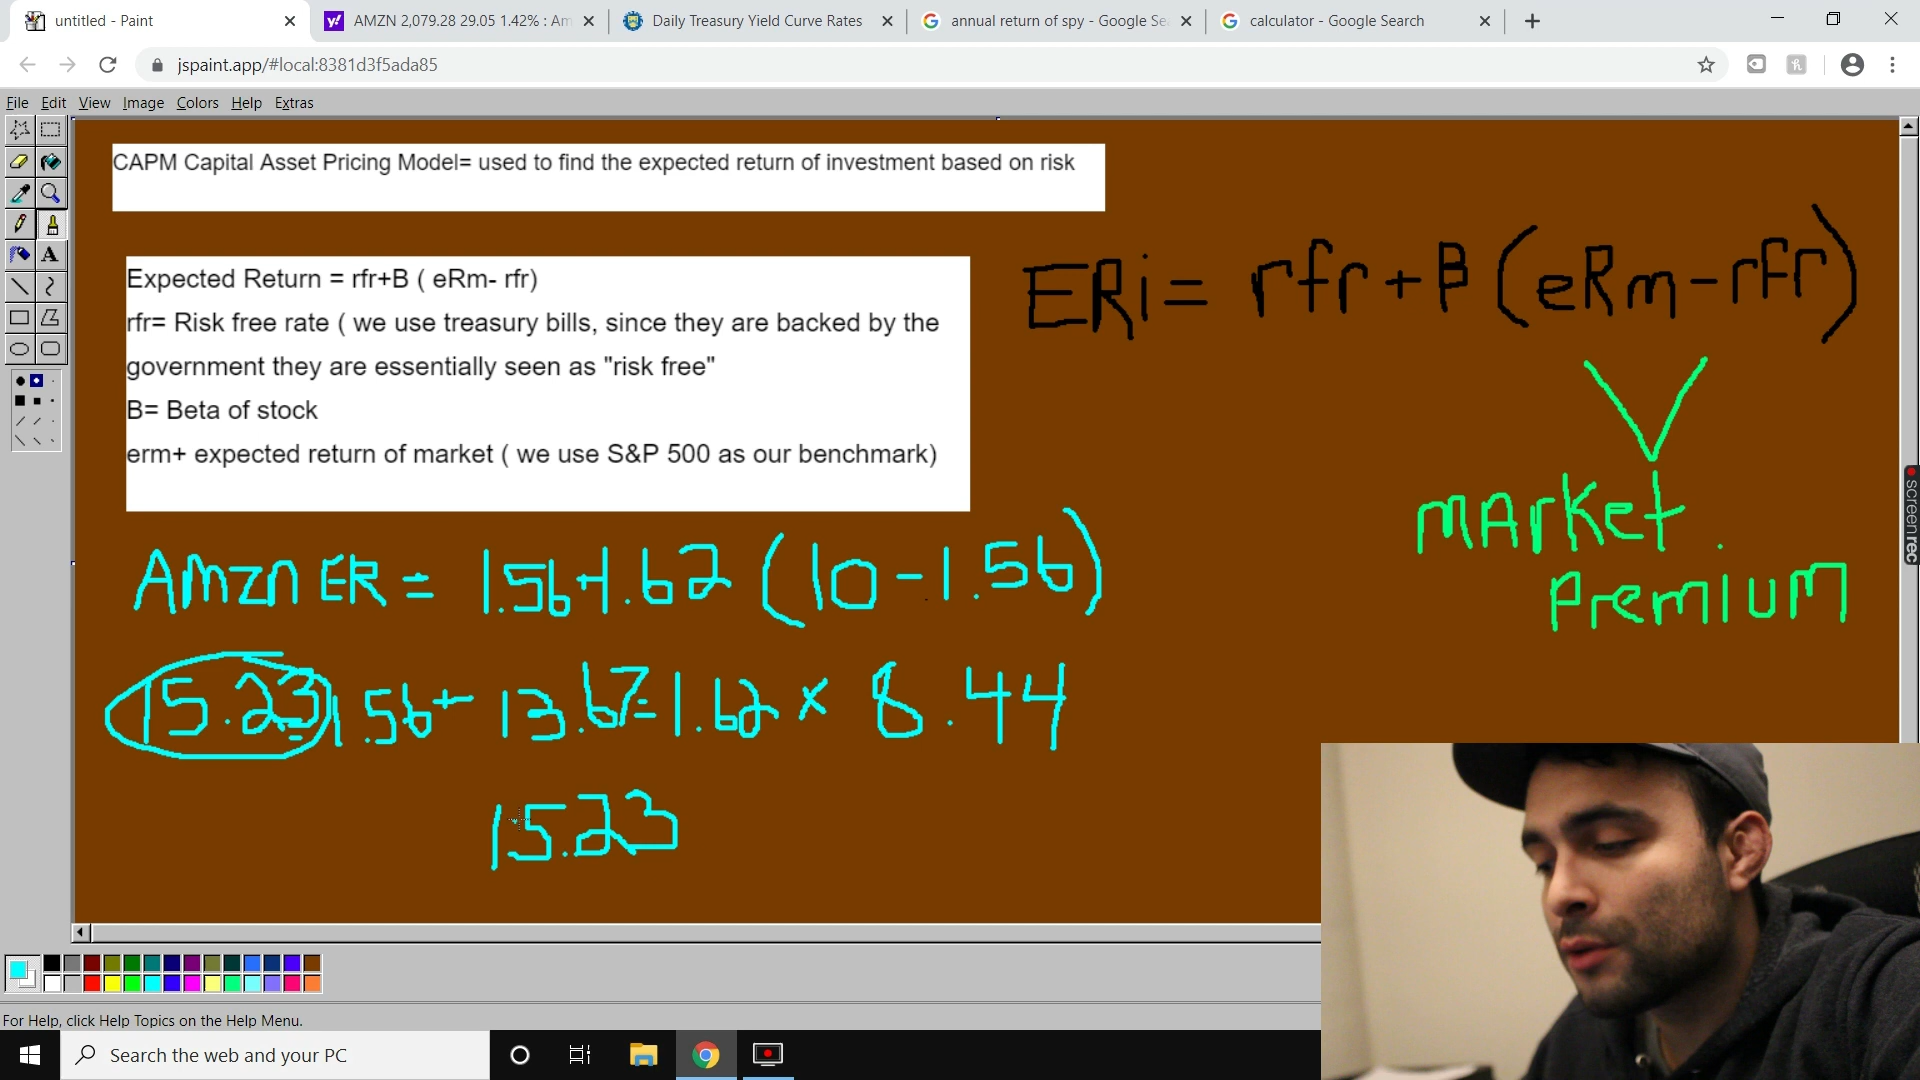 untitled - Paint
AMZN 2,079.28 29.05 1.42% : Am
Daily Treasury Yield Curve Rates
annual return of spy - Google Se
calculator - Google Search
jspaint.app/#local:8381d3f5ada85
File Edit View Image Colors Help Extras
CAPM Capital Asset Pricing Model= used to find the expected return of investment based on risk
ERi= rfr+B (eRm-rfr)
Expected Return = rfr+B ( eRm- rfr)
rfr= Risk free rate ( we use treasury bills, since they are backed by the
government they are essentially seen as "risk free"
B= Beta of stock
erm+ expected return of market ( we use S&P 500 as our benchmark)
MARKet
PremIUM
AMZN ER = 1.56+1.62 (10-1.56)
15.23=1.56+ 13.67=1.62 x 8.44
15.23
screenrec
For Help, click Help Topics on the Help Menu.
Search the web and your PC